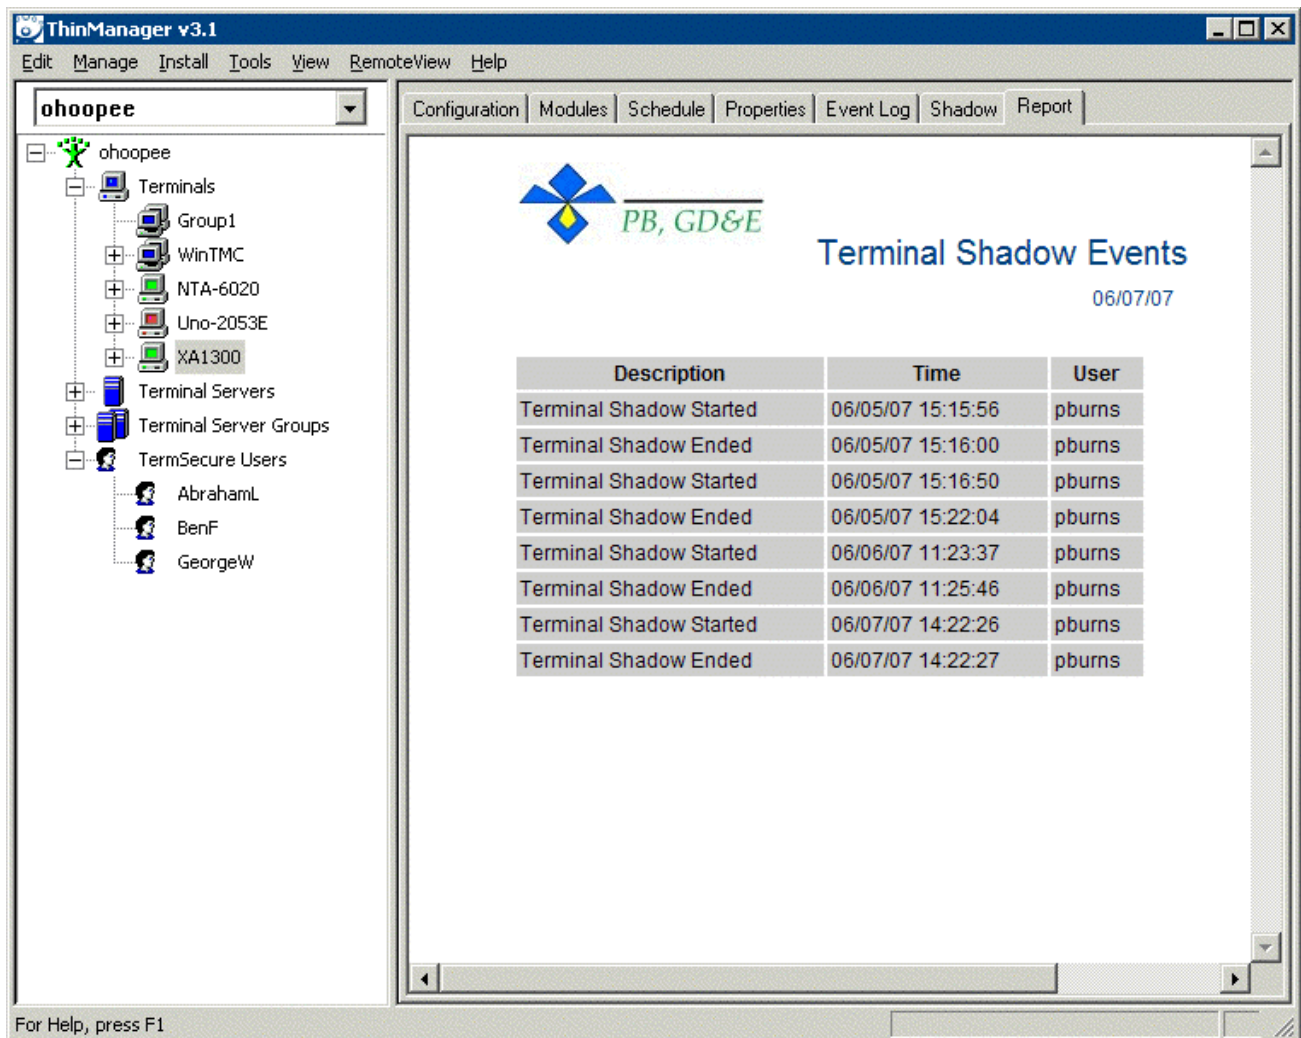 ThinManager v3.1
Edit Manage Install Tools View RemoteView Help
ohoopee
Configuration Modules Schedule Properties Event Log Shadow Report
ohoopee
Terminals
Group1
WinTMC
NTA-6020
Uno-2053E
XA1300
Terminal Servers
Terminal Server Groups
TermSecure Users
AbrahamL
BenF
GeorgeW
PB, GD&E
Terminal Shadow Events
06/07/07
Description Time User
Terminal Shadow Started 06/05/07 15:15:56 pburns
Terminal Shadow Ended 06/05/07 15:16:00 pburns
Terminal Shadow Started 06/05/07 15:16:50 pburns
Terminal Shadow Ended 06/05/07 15:22:04 pburns
Terminal Shadow Started 06/06/07 11:23:37 pburns
Terminal Shadow Ended 06/06/07 11:25:46 pburns
Terminal Shadow Started 06/07/07 14:22:26 pburns
Terminal Shadow Ended 06/07/07 14:22:27 pburns
For Help, press F1